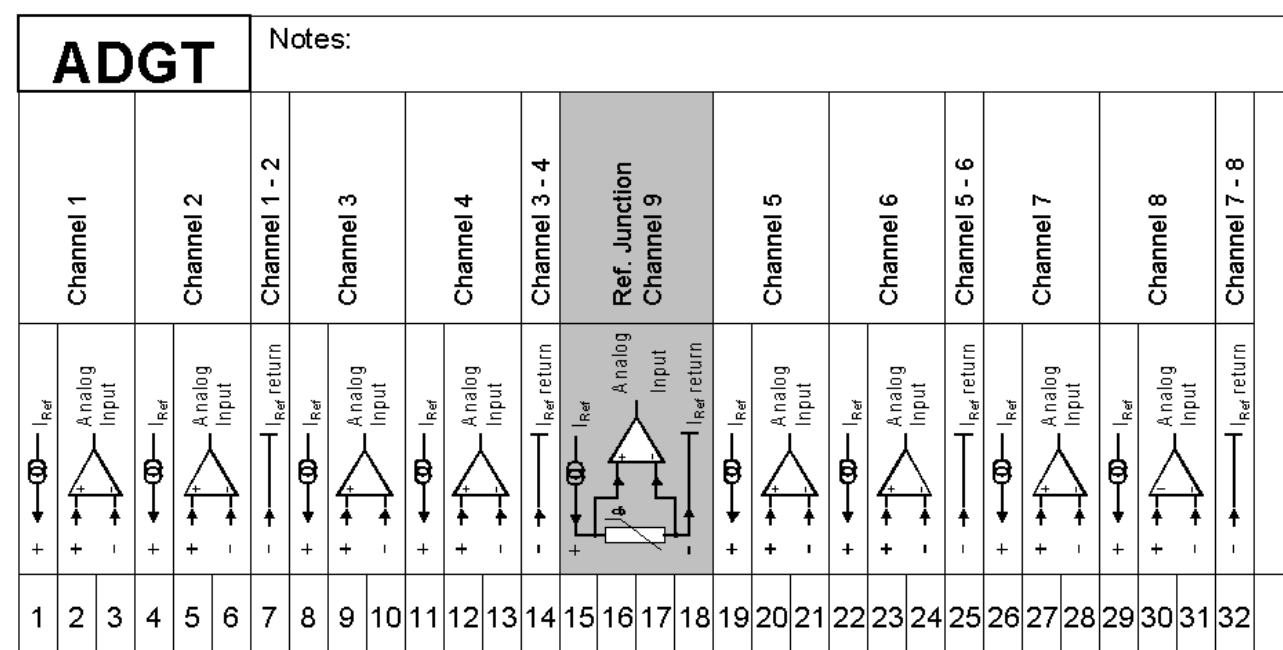 ADGT
Notes:
Channel 1
Channel 2
Channel 1 - 2
Channel 3
Channel 4
Channel 3 - 4
Ref. Junction
Channel 9
Channel 5
Channel 6
Channel 5 - 6
Channel 7
Channel 8
Channel 7 - 8
IRef
Analog
Input
IRef
Analog
Input
IRef return
IRef
Analog
Input
IRef
Analog
Input
IRef return
IRef
Analog
Input
IRef return
IRef
Analog
Input
IRef
Analog
Input
IRef return
IRef
Analog
Input
IRef
Analog
Input
IRef return
+ - + - + - + - + - + - + - - -
+ + - + + - - + + - + + - - + - + + - + + - - + + - + + - -
1 2 3 4 5 6 7 8 9 10 11 12 13 14 15 16 17 18 19 20 21 22 23 24 25 26 27 28 29 30 31 32